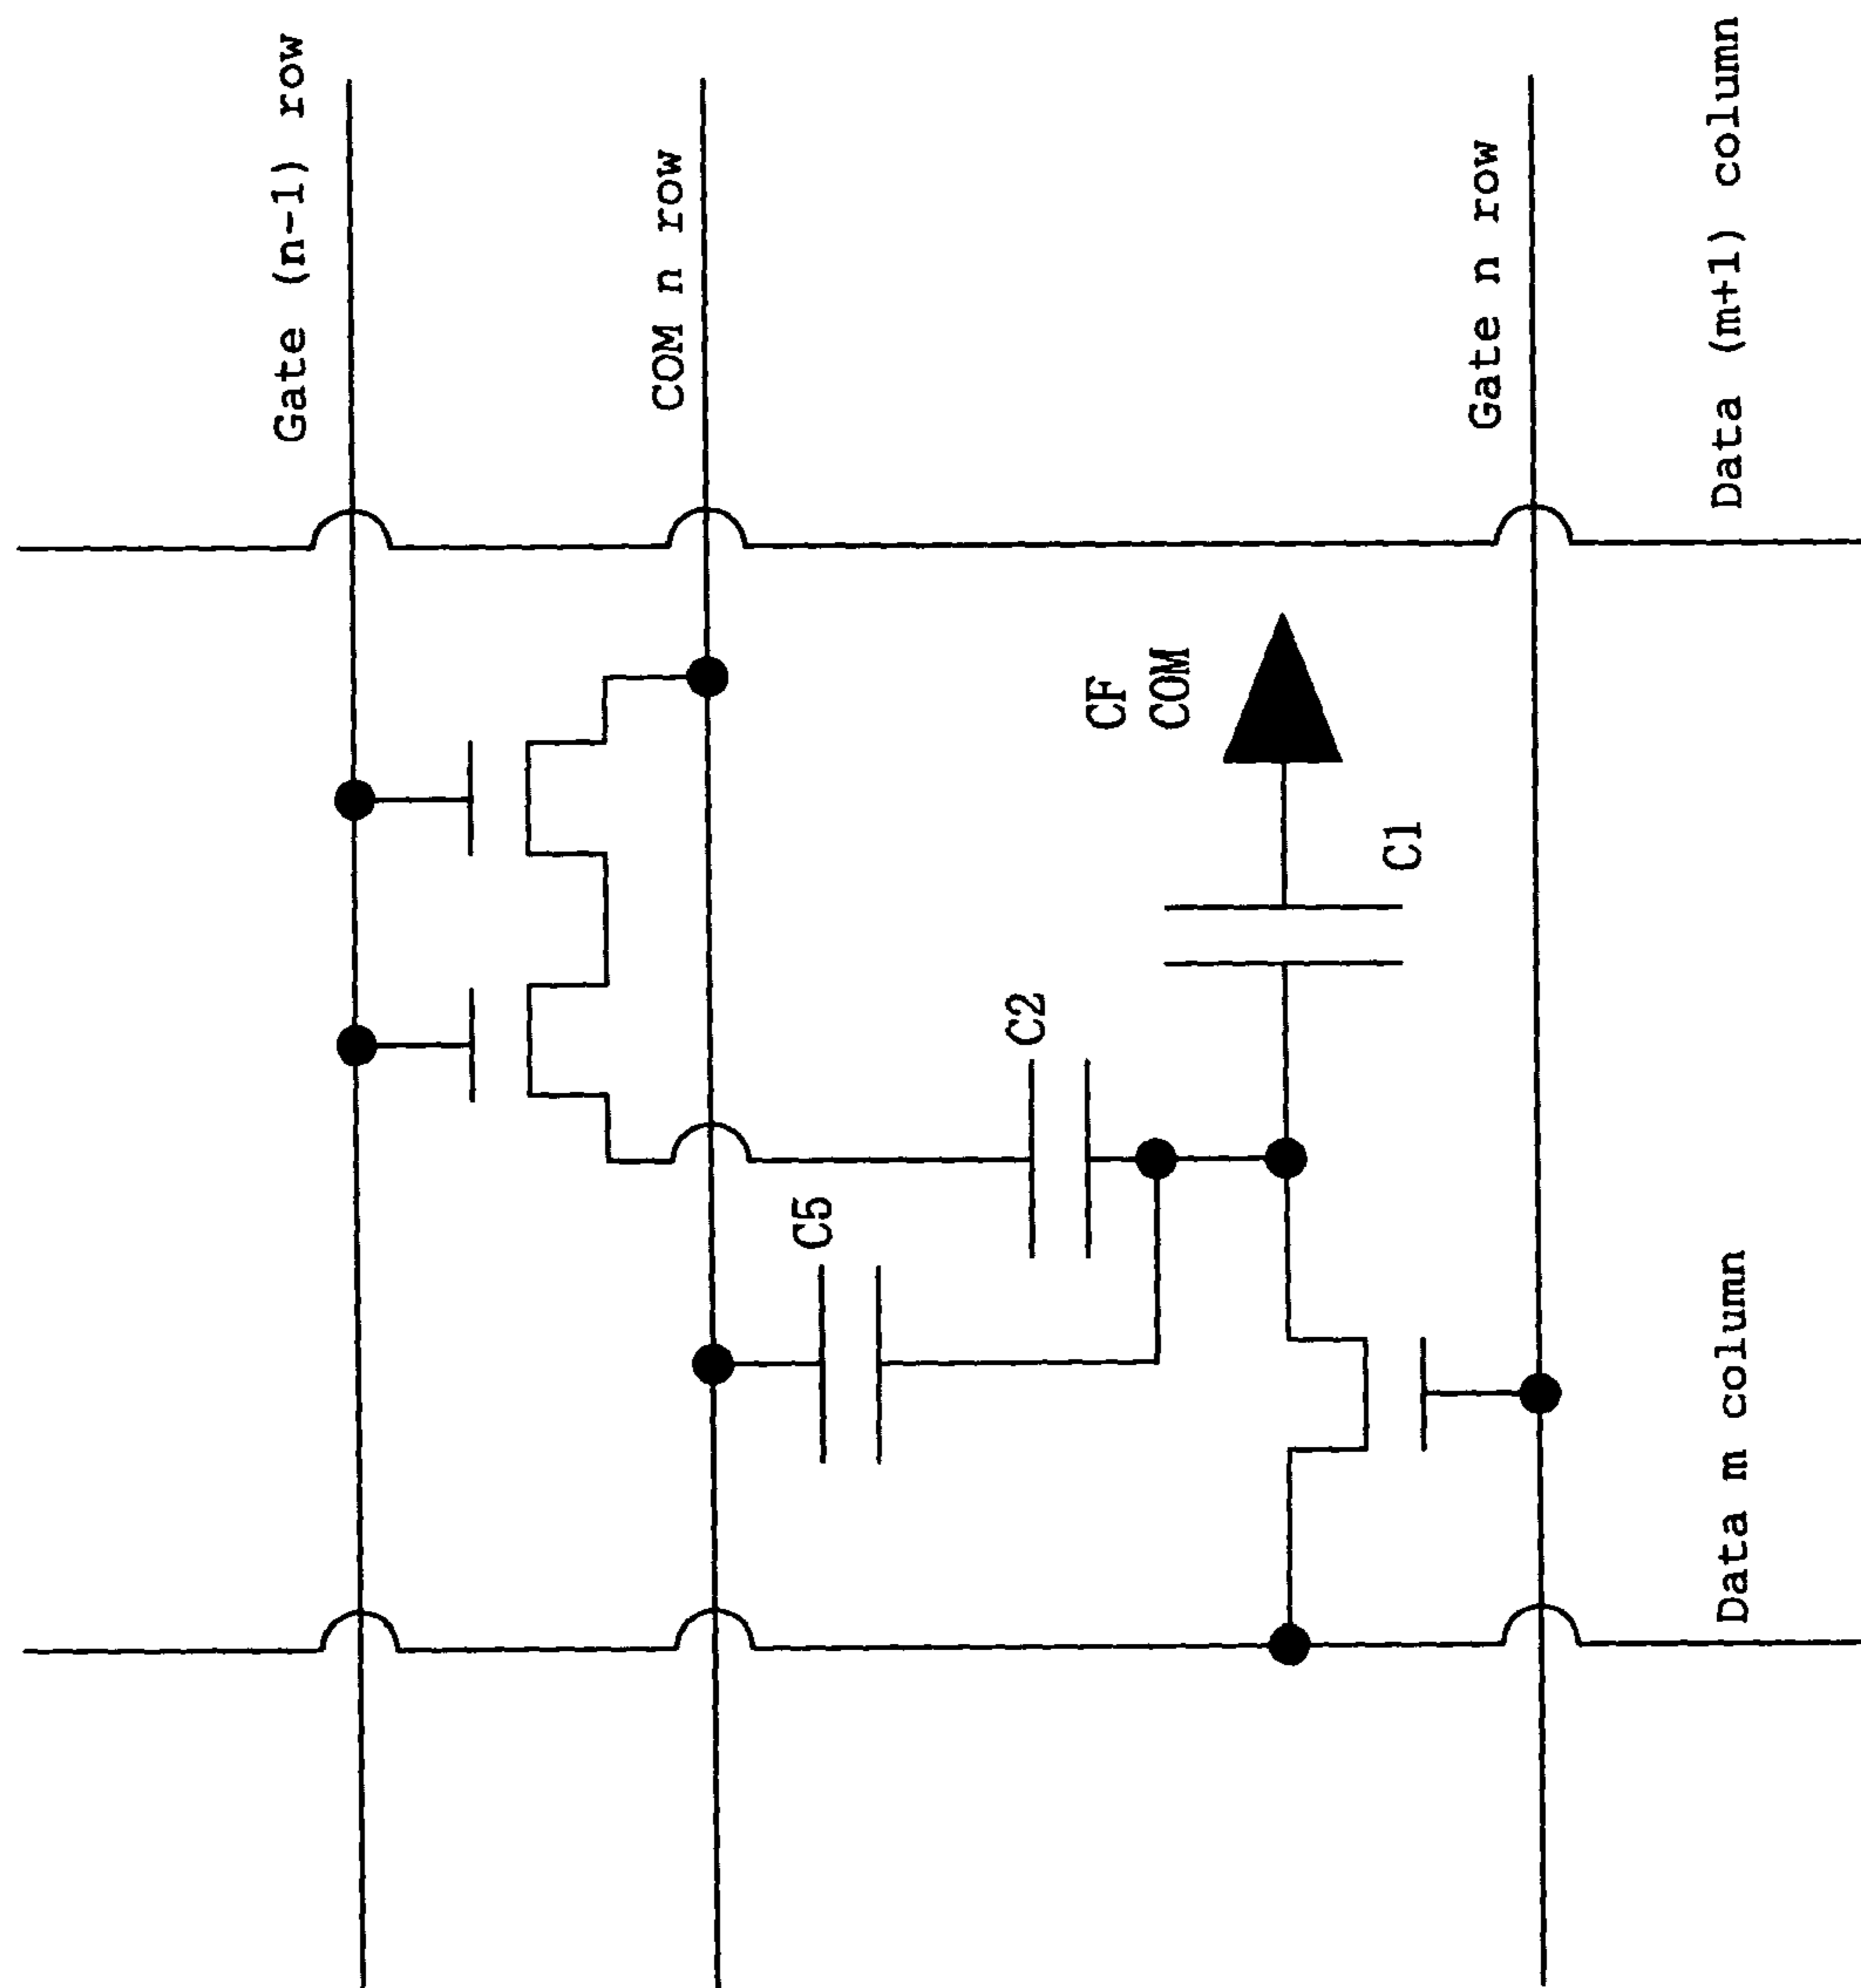 Gate (n-1) row
COM n row
C5
C2
CF
COM
C1
Gate n row
Data m column
Data (m+1) column